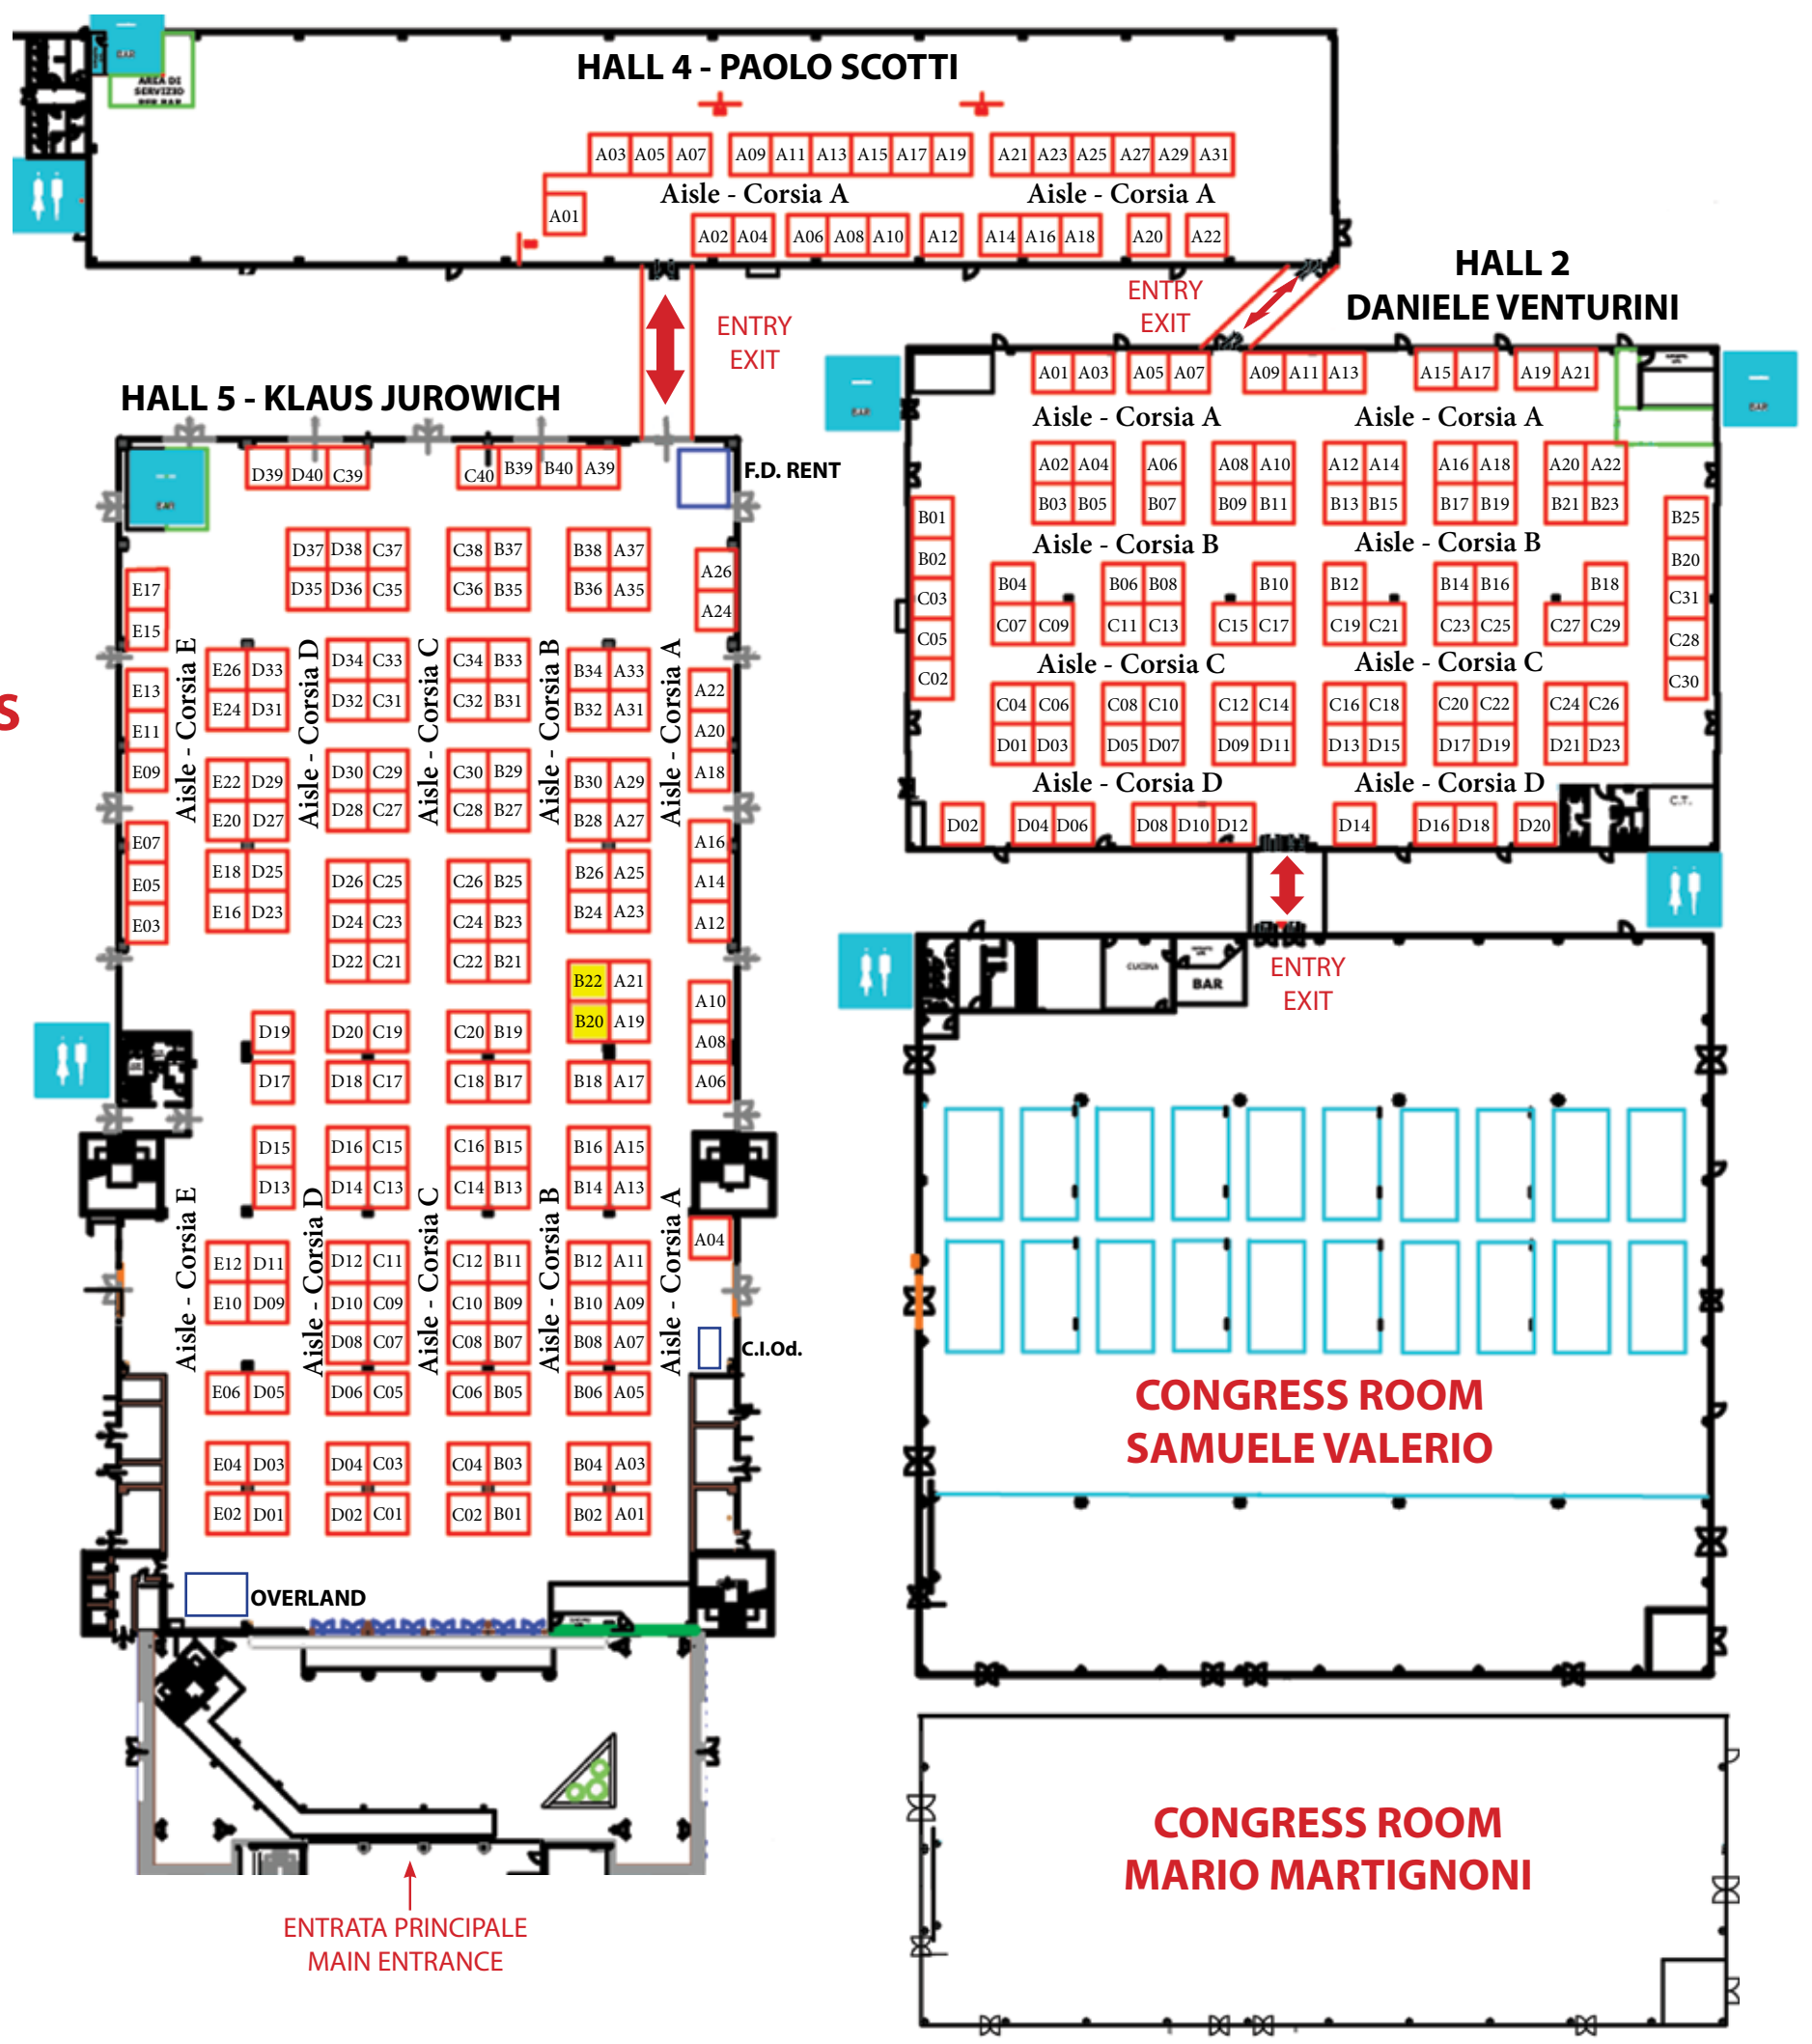 HALL 4 - PAOLO SCOTTI
BAR
AREA DI
SERVIZIO
PER BAR
A03 A05 A07 A09 A11 A13 A15 A17 A19 A21 A23 A25 A27 A29 A31
Aisle - Corsia A Aisle - Corsia A
A01
A02 A04 A06 A08 A10 A12 A14 A16 A18 A20 A22
ENTRY
EXIT
ENTRY
EXIT
HALL 2
DANIELE VENTURINI
BAR
BAR
A01 A03 A05 A07 A09 A11 A13 A15 A17 A19 A21
Aisle - Corsia A Aisle - Corsia A
A02 A04 A06 A08 A10 A12 A14 A16 A18 A20 A22
B03 B05 B07 B09 B11 B13 B15 B17 B19 B21 B23
B01 B25
Aisle - Corsia B Aisle - Corsia B
B02 B20
B04 B06 B08 B10 B12 B14 B16 B18
C03 C31
C07 C09 C11 C13 C15 C17 C19 C21 C23 C25 C27 C29
C05 C28
Aisle - Corsia C Aisle - Corsia C
C02 C30
C04 C06 C08 C10 C12 C14 C16 C18 C20 C22 C24 C26
D01 D03 D05 D07 D09 D11 D13 D15 D17 D19 D21 D23
Aisle - Corsia D Aisle - Corsia D
C.T.
D02 D04 D06 D08 D10 D12 D14 D16 D18 D20
HALL 5 - KLAUS JUROWICH
F.D. RENT
BAR
D39 D40 C39 C40 B39 B40 A39
D37 D38 C37 C38 B37 B38 A37
D35 D36 C35 C36 B35 B36 A35
A26
A24
E17
E15
S
Aisle - Corsia E
Aisle - Corsia D
Aisle - Corsia C
Aisle - Corsia B
Aisle - Corsia A
E26 D33 D34 C33 C34 B33 B34 A33
E24 D31 D32 C31 C32 B31 B32 A31
E13 A22
E11 A20
E09 A18
E22 D29 D30 C29 C30 B29 B30 A29
E20 D27 D28 C27 C28 B27 B28 A27
E07 A16
E05 A14
E03 A12
E18 D25 D26 C25 C26 B25 B26 A25
E16 D23 D24 C23 C24 B23 B24 A23
D22 C21 C22 B21
B22 A21
B20 A19
A10
A08
A06
D19 D20 C19 C20 B19
D17 D18 C17 C18 B17 B18 A17
D15 D16 C15 C16 B15 B16 A15
D13 D14 C13 C14 B13 B14 A13
Aisle - Corsia E
Aisle - Corsia D
Aisle - Corsia C
Aisle - Corsia B
Aisle - Corsia A
A04
E12 D11 D12 C11 C12 B11 B12 A11
E10 D09 D10 C09 C10 B09 B10 A09
D08 C07 C08 B07 B08 A07
C.I.Od.
E06 D05 D06 C05 C06 B05 B06 A05
E04 D03 D04 C03 C04 B03 B04 A03
E02 D01 D02 C01 C02 B01 B02 A01
OVERLAND
ENTRATA PRINCIPALE
MAIN ENTRANCE
CUCINA
BAR
ENTRY
EXIT
CONGRESS ROOM
SAMUELE VALERIO
CONGRESS ROOM
MARIO MARTIGNONI